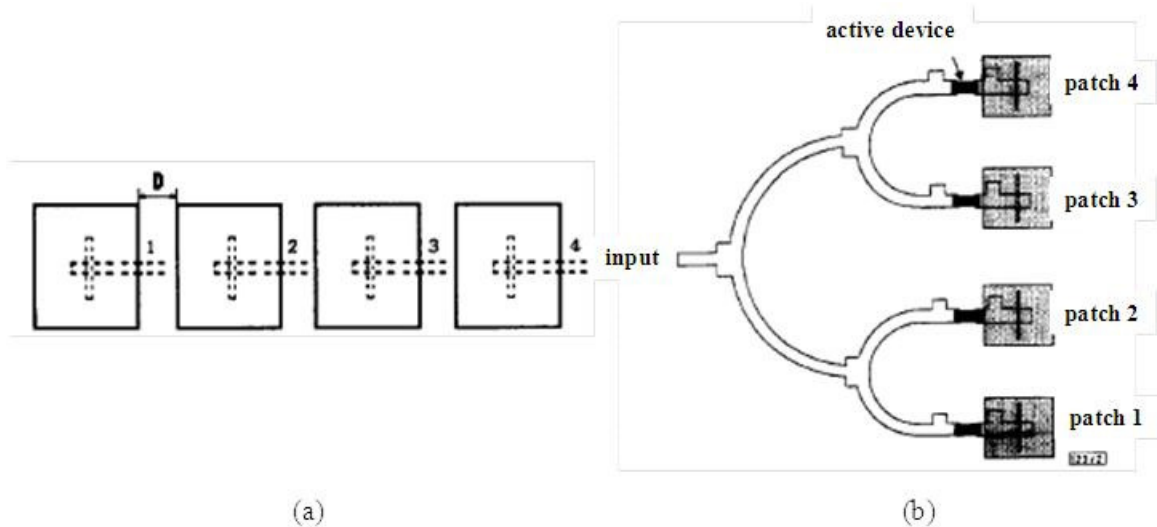 D
1
2
3
4
(a)
active device
patch 4
patch 3
input
patch 2
patch 1
(b)